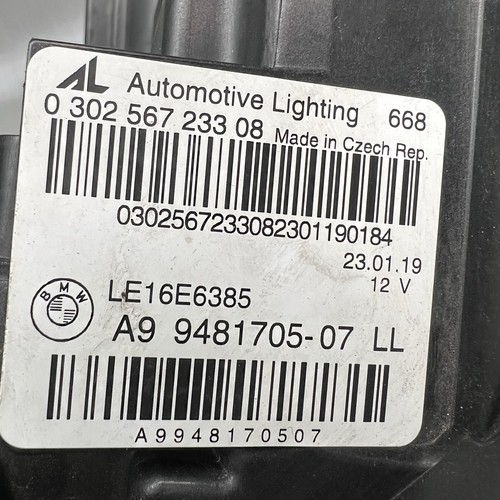 AL Automotive Lighting 668
0 302 567 233 08 Made in Czech Rep.
0302567233082301190184
23.01.19
12 V
BMW
LE16E6385
A9 9481705-07 LL
A9948170507